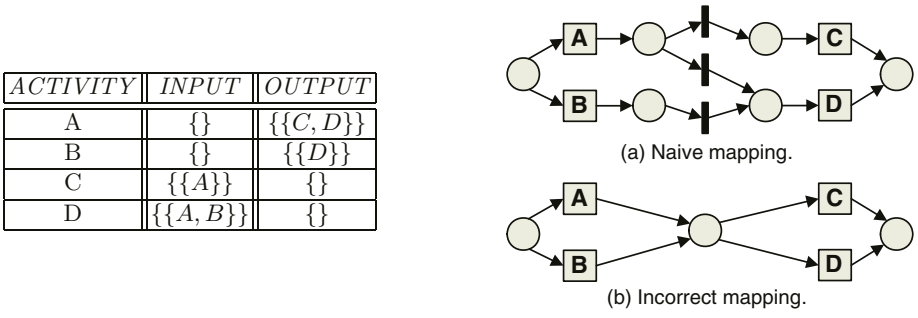 ACTIVITY INPUT OUTPUT
A {} {{C, D}}
B {} {{D}}
C {{A}} {}
D {{A, B}} {}
A C
B D
(a) Naive mapping.
A C
B D
(b) Incorrect mapping.